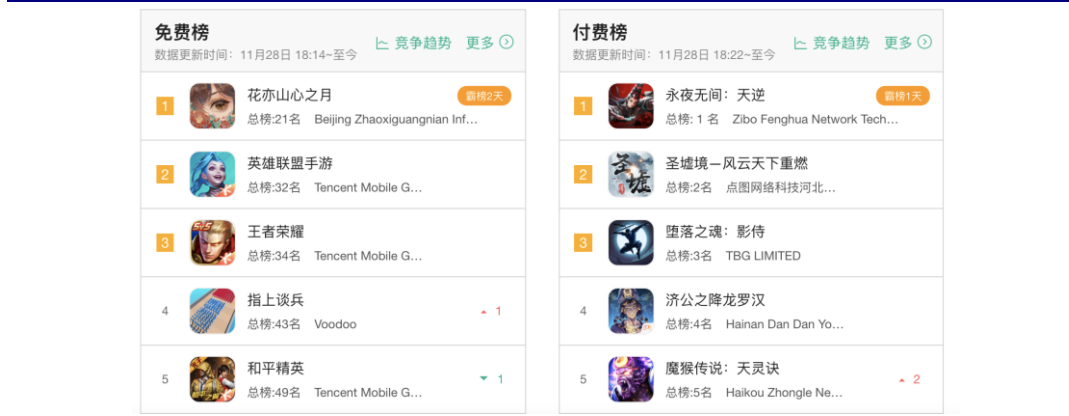 免费榜
数据更新时间：11月28日 18:14~至今
竞争趋势 更多
1
花亦山心之月
霸榜2天
总榜:21名 Beijing Zhaoxiguangnian Inf...
2
英雄联盟手游
总榜:32名 Tencent Mobile G...
3
王者荣耀
总榜:34名 Tencent Mobile G...
4
指上谈兵
总榜:43名 Voodoo
1
5
和平精英
总榜:49名 Tencent Mobile G...
1
付费榜
数据更新时间：11月28日 18:22~至今
竞争趋势 更多
1
永夜无间：天逆
霸榜1天
总榜: 1 名 Zibo Fenghua Network Tech...
2
圣墟
圣墟境—风云天下重燃
总榜:2名 点图网络科技河北...
3
堕落之魂：影侍
总榜:3名 TBG LIMITED
4
济公之降龙罗汉
总榜:4名 Hainan Dan Dan Yo...
5
魔猴传说：天灵诀
总榜:5名 Haikou Zhongle Ne...
2